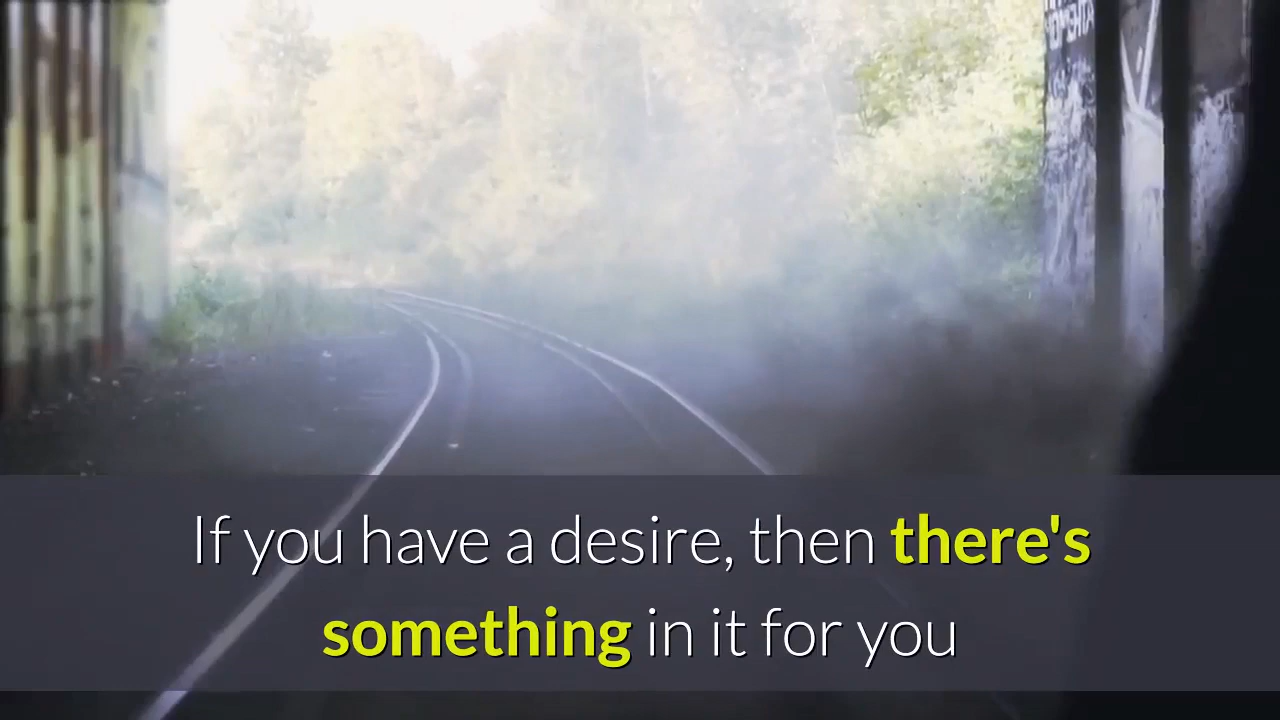 If you have a desire, then there's
something in it for you